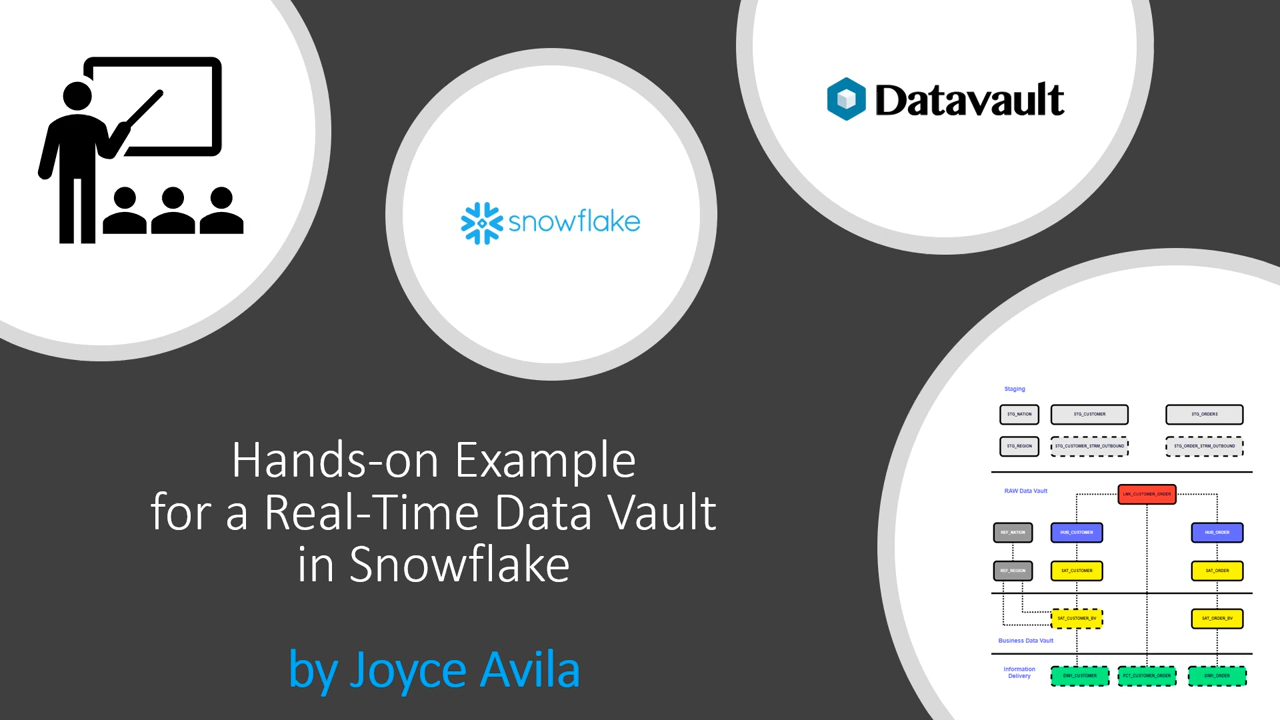 Datavault
snowflake
Hands-on Example
for a Real-Time Data Vault
in Snowflake
by Joyce Avila
Staging
STG_NATION
STG_CUSTOMER
STG_ORDERS
STG_REGION
STG_CUSTOMER_STRM_OUTBOUND
STG_ORDER_STRM_OUTBOUND
RAW Data Vault
LNK_CUSTOMER_ORDER
REF_NATION
HUB_CUSTOMER
HUB_ORDER
REF_REGION
SAT_CUSTOMER
SAT_ORDER
SAT_CUSTOMER_BV
SAT_ORDER_BV
Business Data Vault
Information
Delivery
DIM1_CUSTOMER
FCT_CUSTOMER_ORDER
DIM1_ORDER